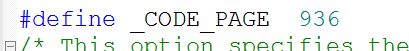 #define _CODE_PAGE 936
/* This option specifies the